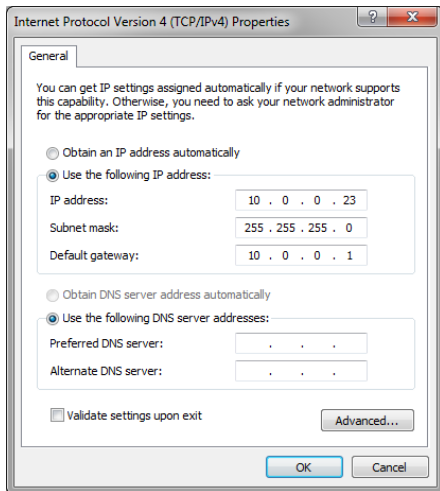 Internet Protocol Version 4 (TCP/IPv4) Properties
General
You can get IP settings assigned automatically if your network supports
this capability. Otherwise, you need to ask your network administrator
for the appropriate IP settings.
Obtain an IP address automatically
Use the following IP address:
IP address: 10 . 0 . 0 . 23
Subnet mask: 255 . 255 . 255 . 0
Default gateway: 10 . 0 . 0 . 1
Obtain DNS server address automatically
Use the following DNS server addresses:
Preferred DNS server: . . .
Alternate DNS server: . . .
Validate settings upon exit
Advanced...
OK Cancel